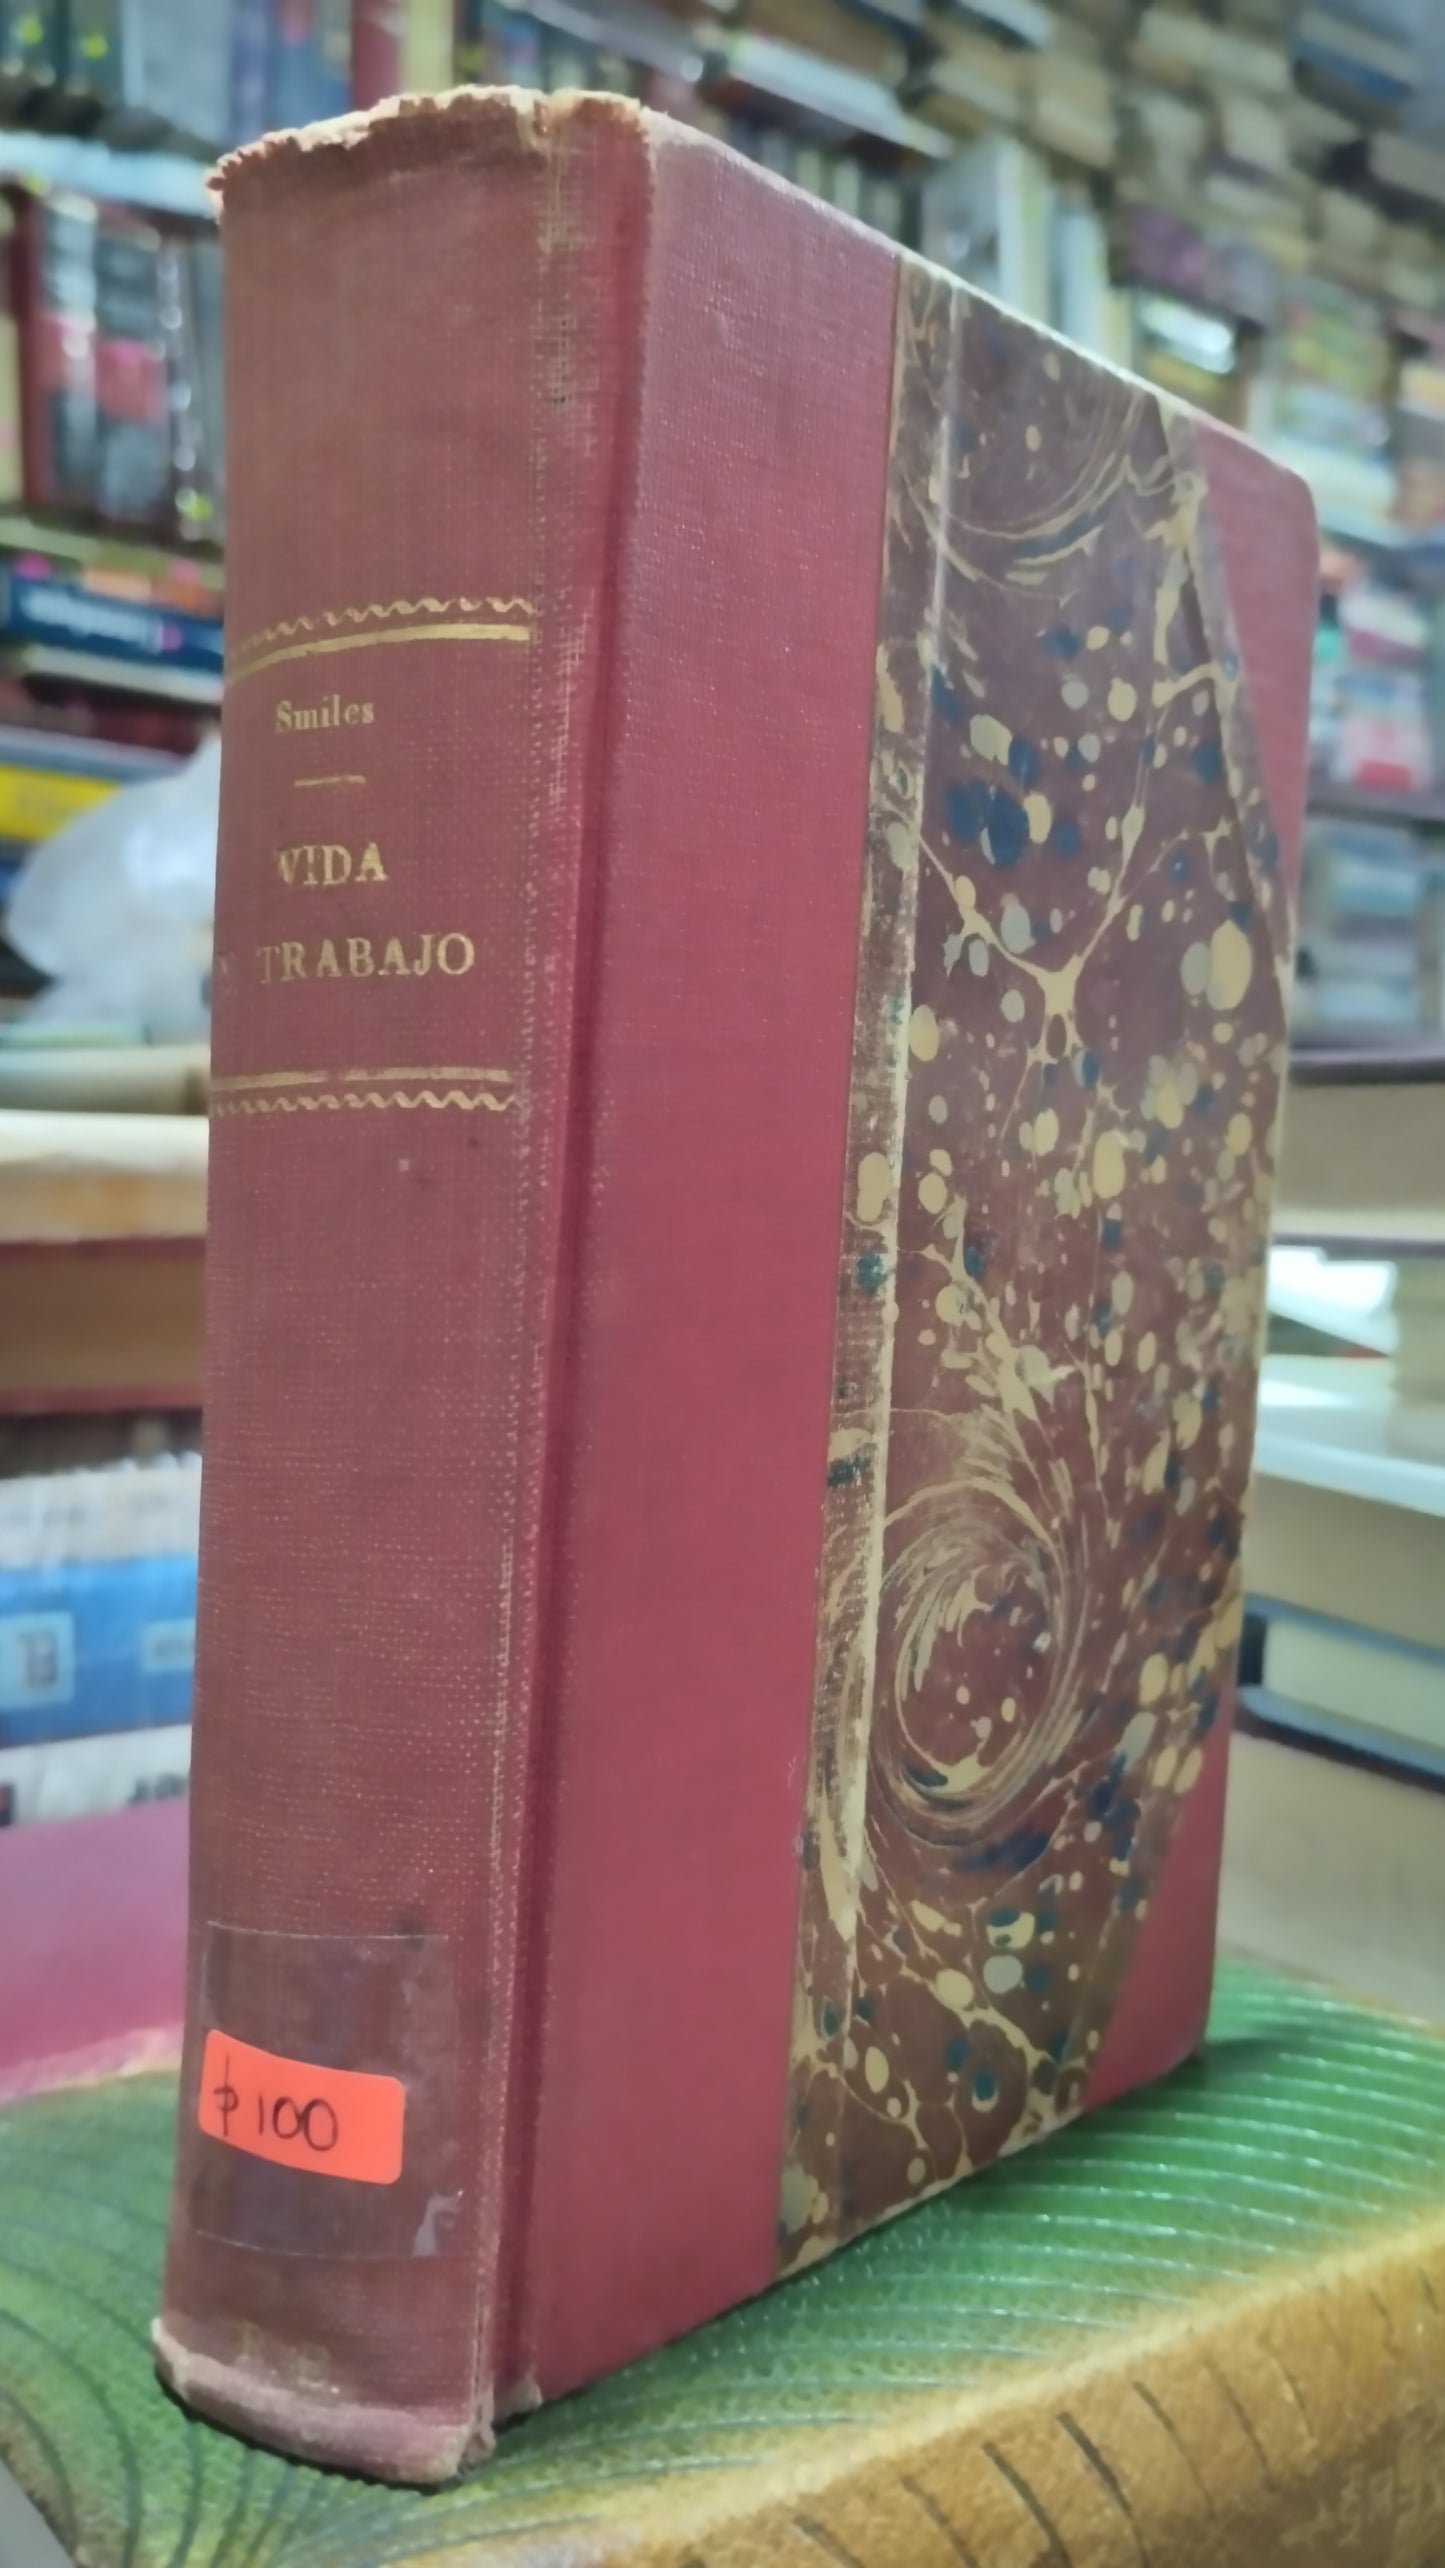 Smiles
VIDA
Y TRABAJO
$100